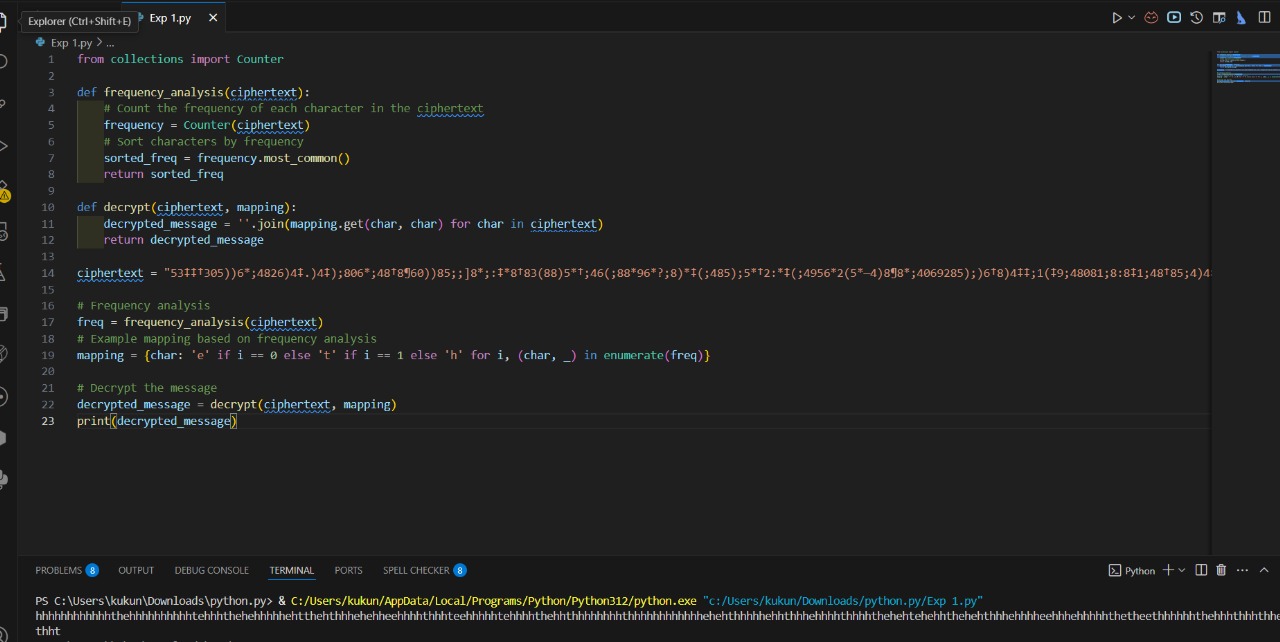 Explorer (Ctrl+Shift+E)
Exp 1.py
Exp 1.py > ...
1 from collections import Counter
2
3 def frequency_analysis(ciphertext):
4 # Count the frequency of each character in the ciphertext
5 frequency = Counter(ciphertext)
6 # Sort characters by frequency
7 sorted_freq = frequency.most_common()
8 return sorted_freq
9
10 def decrypt(ciphertext, mapping):
11 decrypted_message = ''.join(mapping.get(char, char) for char in ciphertext)
12 return decrypted_message
13
14 ciphertext = "53‡‡†305))6*;4826)4‡.)4‡);806*;48†8¶60))85;;]8*;:‡*8†83(88)5*†;46(;88*96*?;8)*‡(;485);5*†2:*‡(;4956*2(5*—4)8¶8*;4069285);)6†8)4‡‡;1(‡9;48081;8:8‡1;48†85;4)4
15
16 # Frequency analysis
17 freq = frequency_analysis(ciphertext)
18 # Example mapping based on frequency analysis
19 mapping = {char: 'e' if i == 0 else 't' if i == 1 else 'h' for i, (char, _) in enumerate(freq)}
20
21 # Decrypt the message
22 decrypted_message = decrypt(ciphertext, mapping)
23 print(decrypted_message)
PROBLEMS 8 OUTPUT DEBUG CONSOLE TERMINAL PORTS SPELL CHECKER 8
Python
PS C:\Users\kukun\Downloads\python.py> & C:/Users/kukun/AppData/Local/Programs/Python/Python312/python.exe "c:/Users/kukun/Downloads/python.py/Exp 1.py"
thht